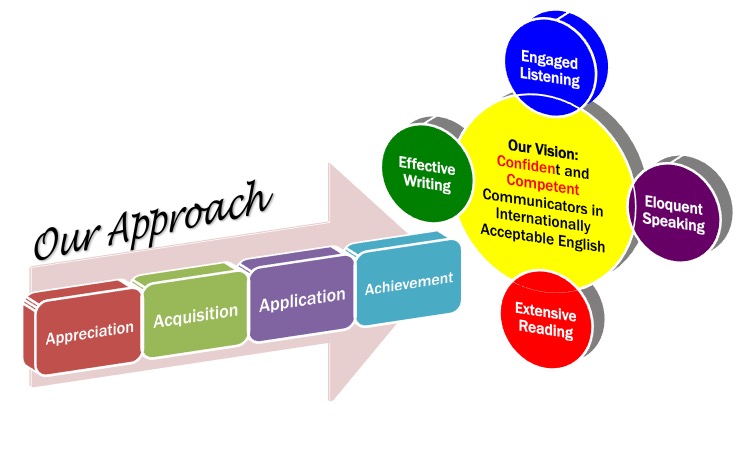 Our Approach
Appreciation
Acquisition
Application
Achievement
Engaged
Listening
Effective
Writing
Our Vision:
Confident and
Competent
Communicators in
Internationally
Acceptable English
Eloquent
Speaking
Extensive
Reading